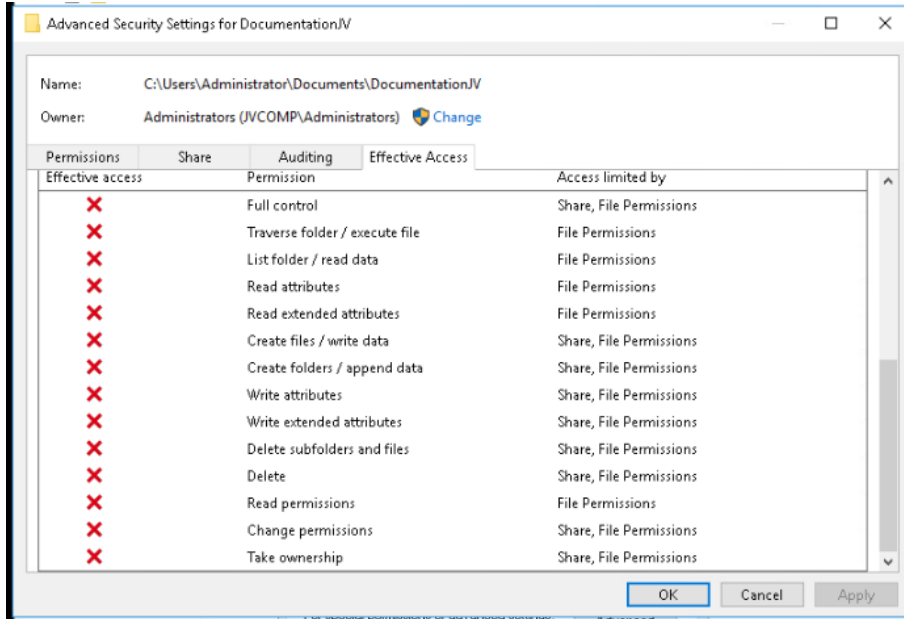 Advanced Security Settings for DocumentationJV
Name: C:\Users\Administrator\Documents\DocumentationJV
Owner: Administrators (JVCOMP\Administrators) Change
Permissions Share Auditing Effective Access
Effective access Permission Access limited by
Full control Share, File Permissions
Traverse folder / execute file File Permissions
List folder / read data File Permissions
Read attributes File Permissions
Read extended attributes File Permissions
Create files / write data Share, File Permissions
Create folders / append data Share, File Permissions
Write attributes Share, File Permissions
Write extended attributes Share, File Permissions
Delete subfolders and files Share, File Permissions
Delete Share, File Permissions
Read permissions File Permissions
Change permissions Share, File Permissions
Take ownership Share, File Permissions
OK Cancel Apply